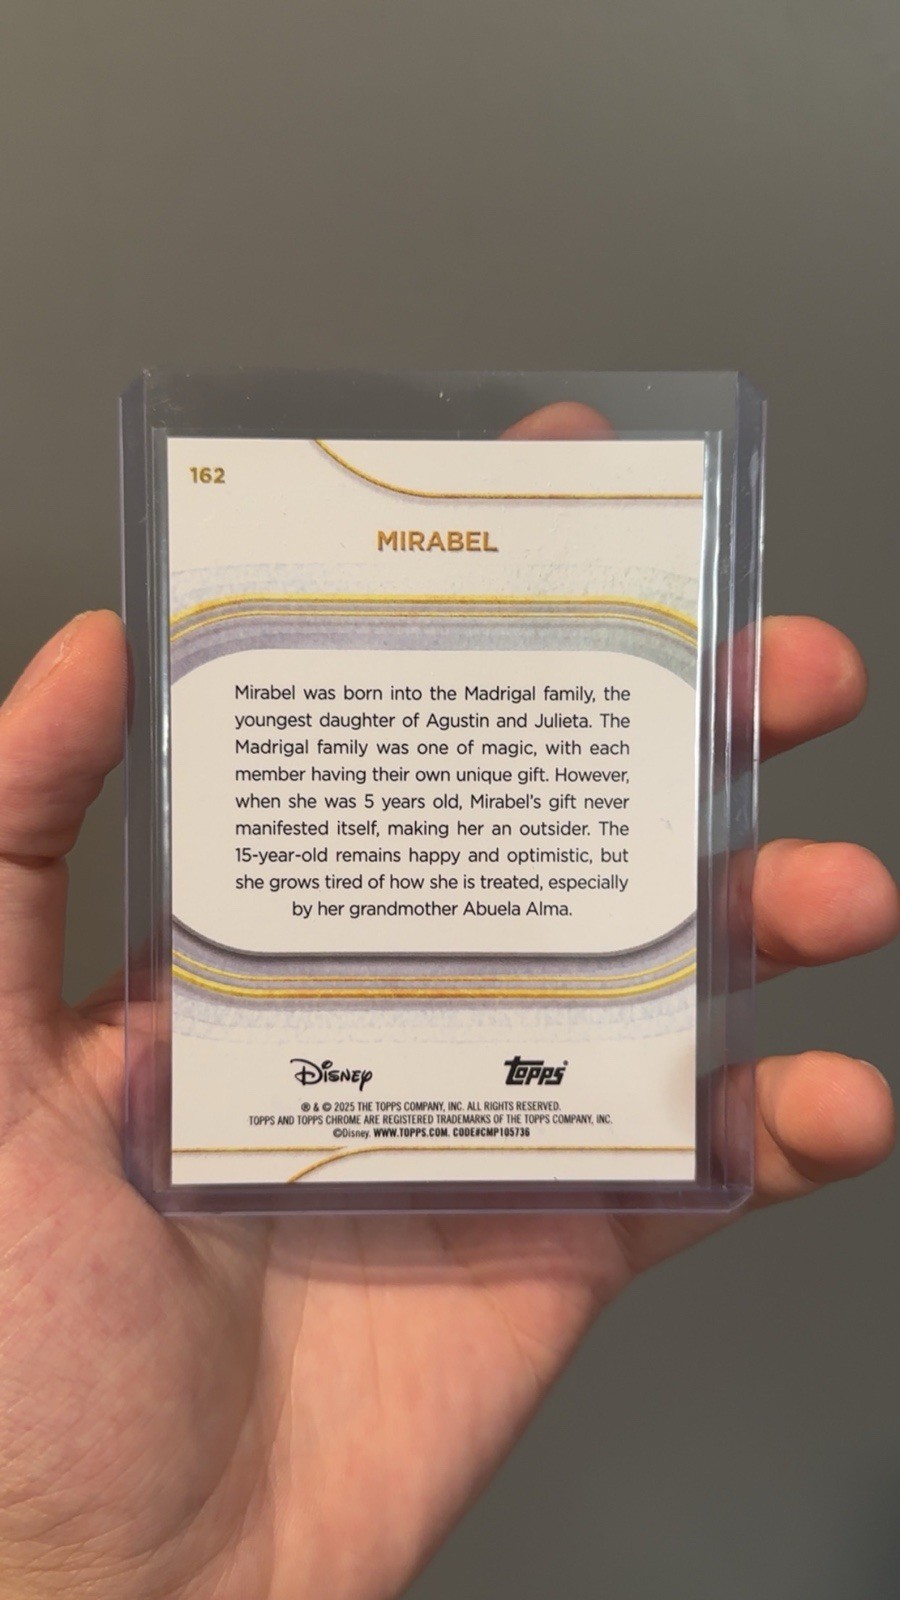 162
MIRABEL
Mirabel was born into the Madrigal family, the
youngest daughter of Agustin and Julieta. The
Madrigal family was one of magic, with each
member having their own unique gift. However,
when she was 5 years old, Mirabel's gift never
manifested itself, making her an outsider. The
15-year-old remains happy and optimistic, but
she grows tired of how she is treated, especially
by her grandmother Abuela Alma.
Disney Topps®
® & © 2025 THE TOPPS COMPANY, INC. ALL RIGHTS RESERVED.
TOPPS AND TOPPS CHROME ARE REGISTERED TRADEMARKS OF THE TOPPS COMPANY, INC.
©Disney. WWW.TOPPS.COM. CODE#CMP105736